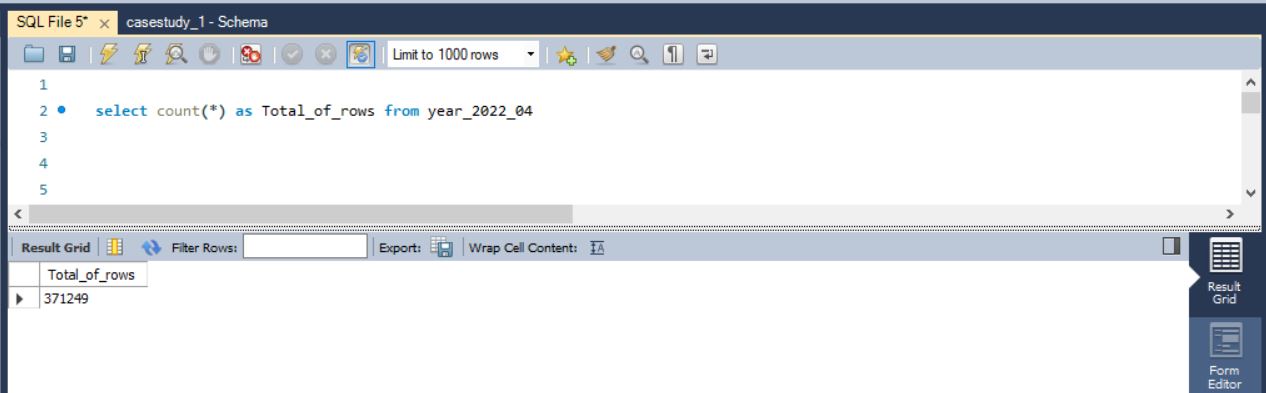 SQL File 5* casestudy_1 - Schema
Limit to 1000 rows
1
2 select count(*) as Total_of_rows from year_2022_04
3
4
5
Result Grid Filter Rows: Export: Wrap Cell Content:
Total_of_rows
371249
Result
Grid
Form
Editor